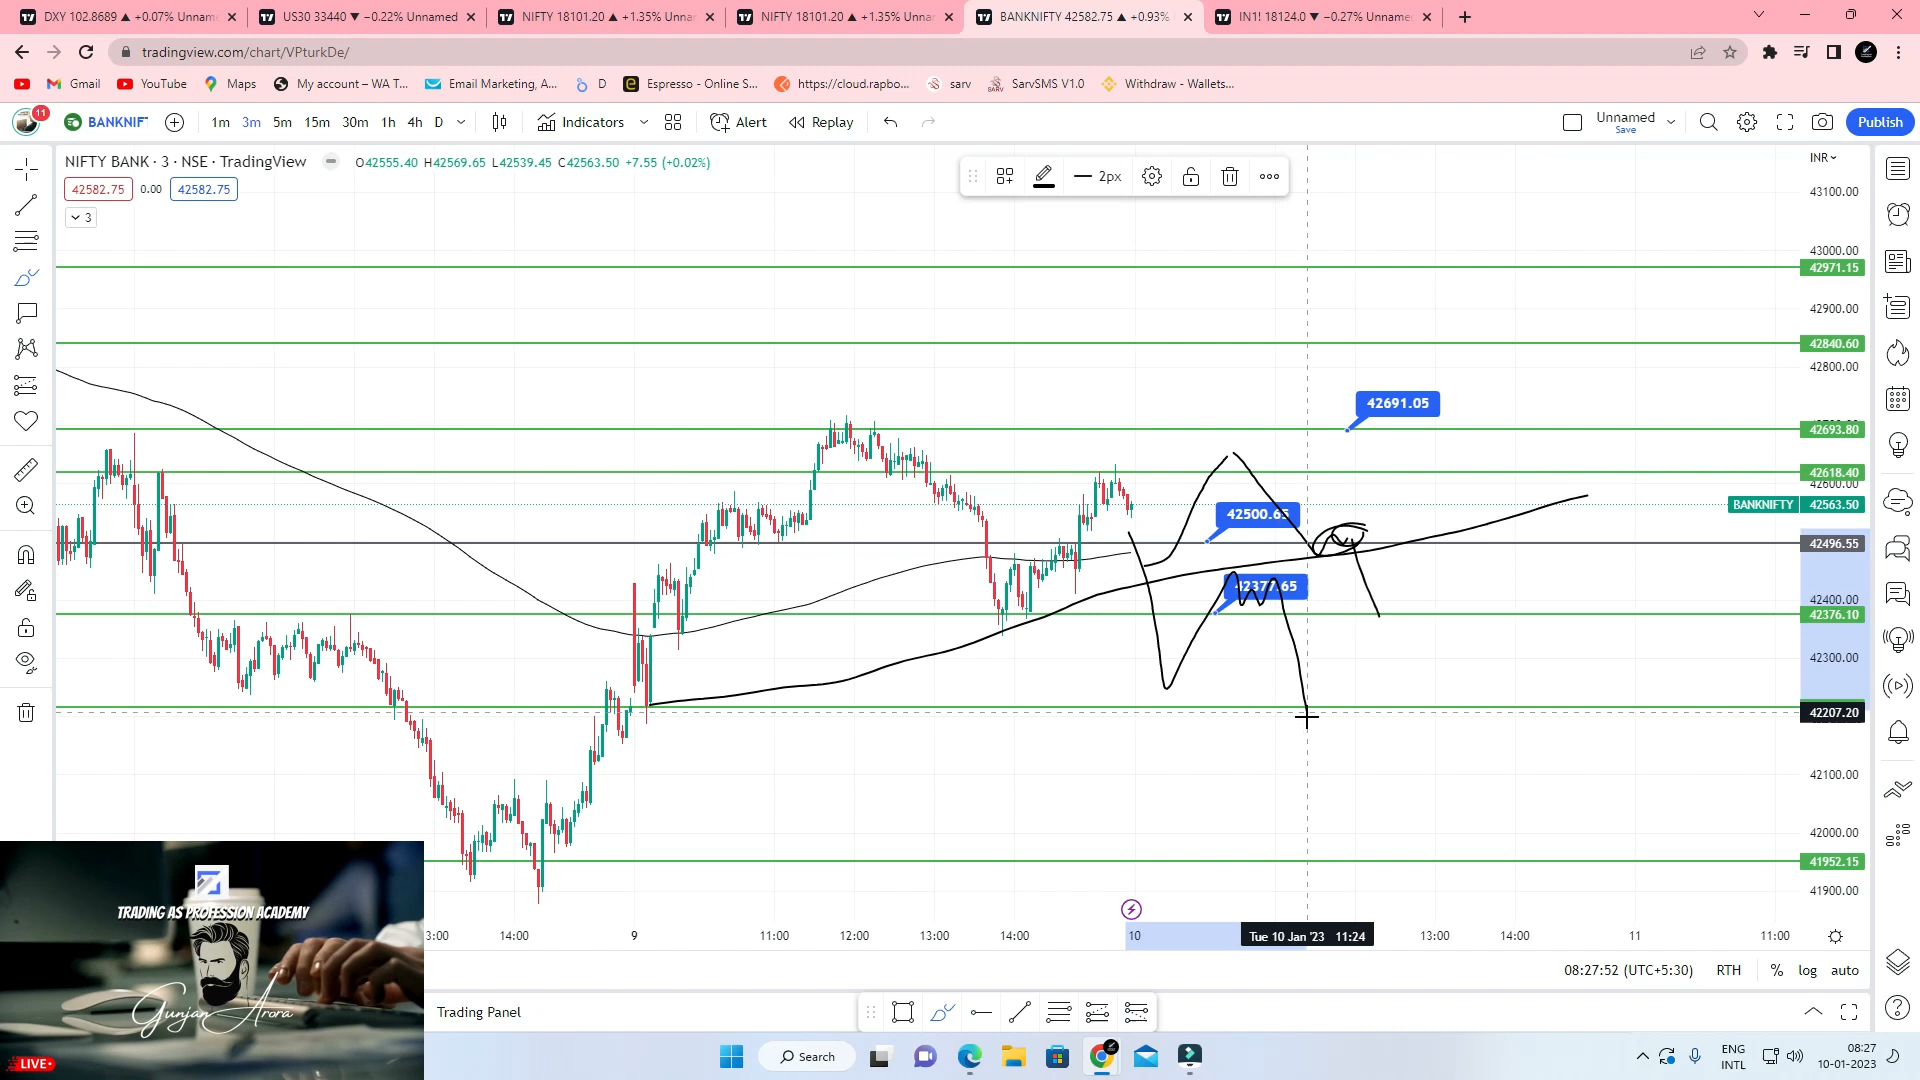 DXY 102.8689 ▲ +0.07% Unnam
US30 33440 ▼ −0.22% Unnamed
NIFTY 18101.20 ▲ +1.35% Unnar
NIFTY 18101.20 ▲ +1.35% Unnar
BANKNIFTY 42582.75 ▲ +0.93%
IN1! 18124.0 ▼ −0.27% Unname
tradingview.com/chart/VPturkDe/
Gmail
YouTube
Maps
My account – WA T...
Email Marketing, A...
D
Espresso - Online S...
https://cloud.rapbo...
sarv
SarvSMS V1.0
Withdraw - Wallets...
11
BANKNIF
1m 3m 5m 15m 30m 1h 4h D
Indicators
Alert
Replay
Unnamed
Save
Publish
NIFTY BANK · 3 · NSE · TradingView
O42555.40 H42569.65 L42539.45 C42563.50 +7.55 (+0.02%)
42582.75 0.00 42582.75
3
2px
INR
43100.00
43000.00
42971.15
42900.00
42840.60
42800.00
42691.05
42693.80
42618.40
42600.00
BANKNIFTY 42563.50
42500.65
42496.55
42377.65
42400.00
42376.10
42300.00
42207.20
42100.00
42000.00
41952.15
41900.00
3:00 14:00 9 11:00 12:00 13:00 14:00 10 Tue 10 Jan '23 11:24 13:00 14:00 11 11:00
08:27:52 (UTC+5:30) RTH % log auto
Trading Panel
TRADING AS PROFESSION ACADEMY
Gunjan Arora
LIVE
Search
ENG
INTL
08:27
10-01-2023